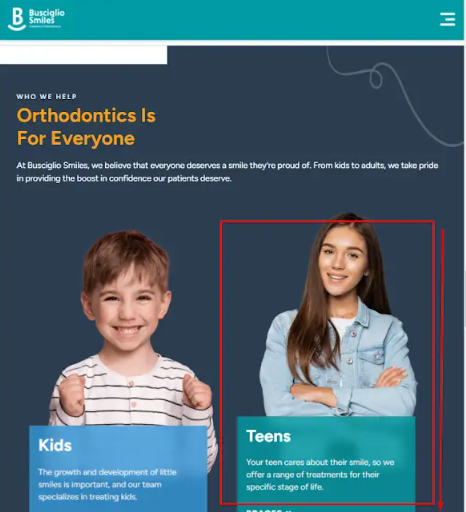 Busciglio
Smiles
WHO WE HELP
Orthodontics Is
For Everyone
At Busciglio Smiles, we believe that everyone deserves a smile they're proud of. From kids to adults, we take pride
in providing the boost in confidence our patients deserve.
Kids
The growth and development of little
smiles is important, and our team
specializes in treating kids.
Teens
Your teen cares about their smile, so we
offer a range of treatments for their
specific stage of life.